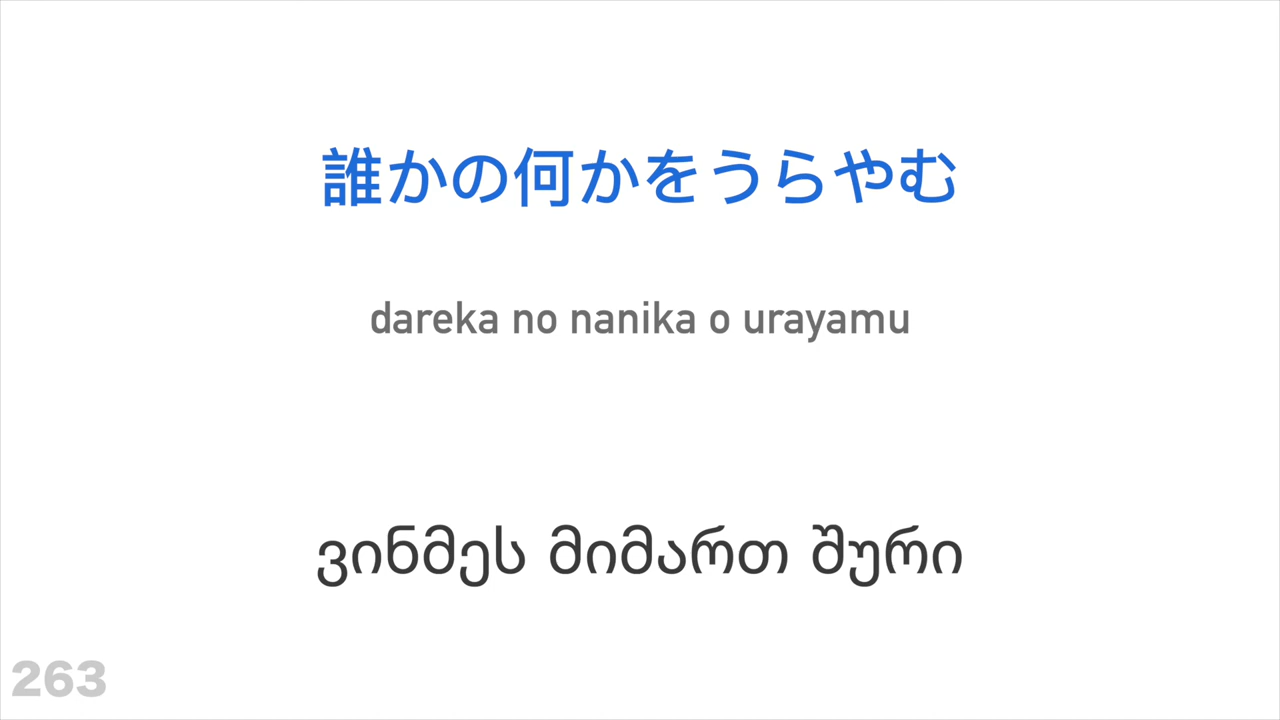 誰かの何かをうらやむ
dareka no nanika o urayamu
ვინმეს მიმართ შური
263